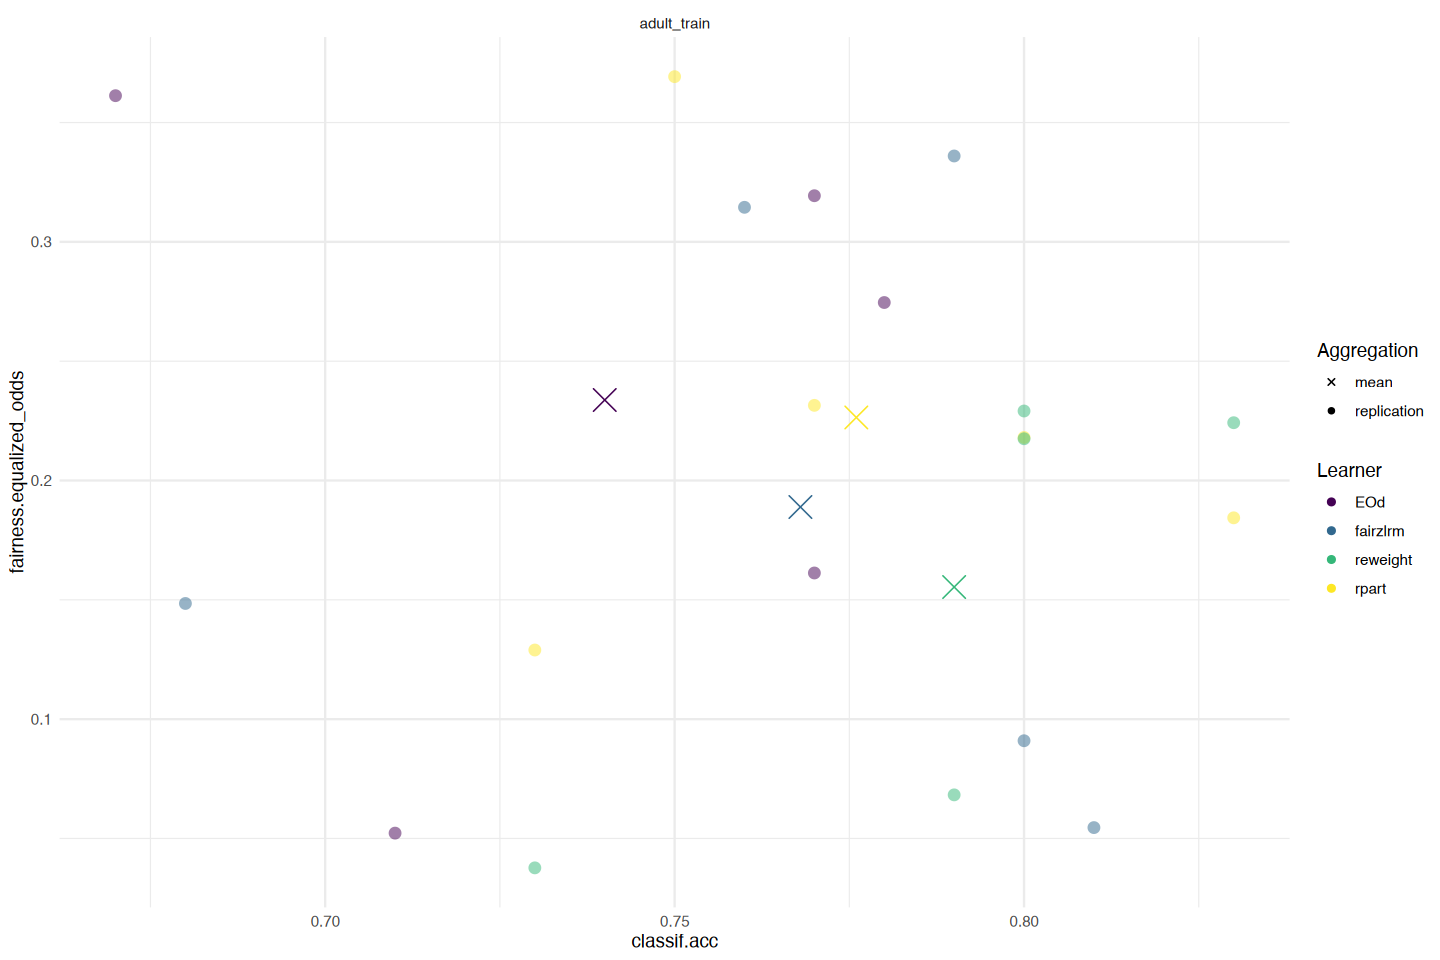 adult_train
fairness.equalized_odds
0.3
0.2
0.1
0.70
0.75
0.80
classif.acc
Aggregation
mean
replication
Learner
EOd
fairzlrm
reweight
rpart